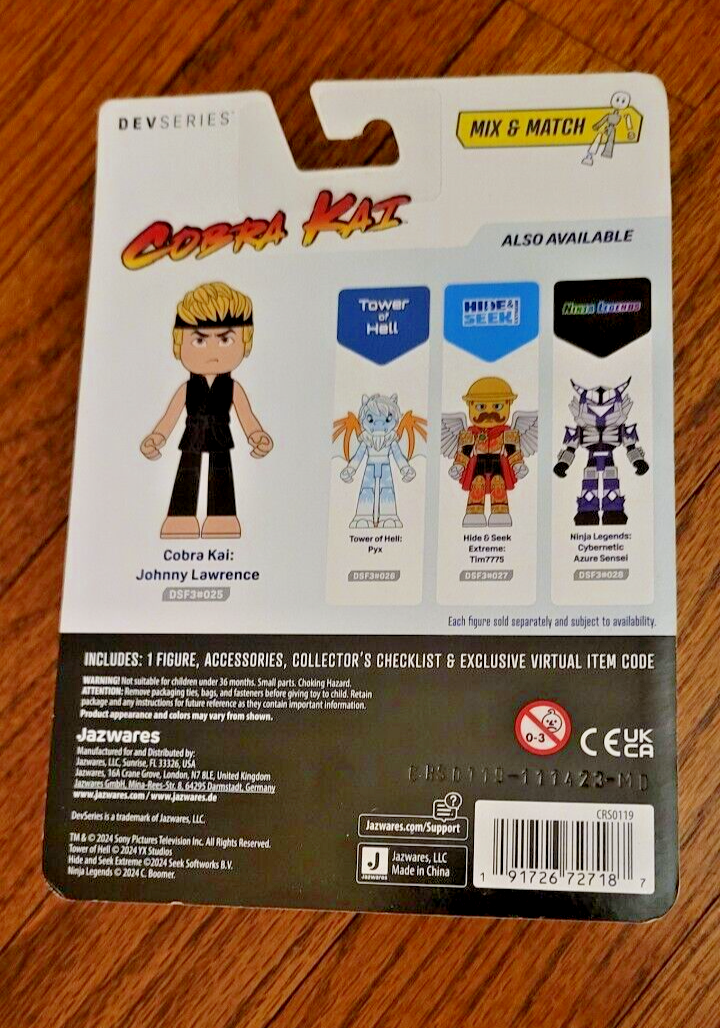 DEVSERIES
MIX & MATCH
COBRA KAI
ALSO AVAILABLE
Tower
of
Hell
HIDE &
SEEK
NINJA LEGENDS
Cobra Kai:
Johnny Lawrence
DSF3#025
Tower of Hell:
Pyx
DSF3#026
Hide & Seek
Extreme:
Tim7775
DSF3#027
Ninja Legends:
Cybernetic
Azure Sensei
DSF3#028
Each figure sold separately and subject to availability.
INCLUDES: 1 FIGURE, ACCESSORIES, COLLECTOR'S CHECKLIST & EXCLUSIVE VIRTUAL ITEM CODE
WARNING! Not suitable for children under 36 months. Small parts. Choking Hazard.
ATTENTION: Remove packaging ties, bags, and fasteners before giving toy to child. Retain
package and any instructions for future reference as they contain important information.
Product appearance and colors may vary from shown.
Jazwares
Manufactured for and Distributed by:
Jazwares, LLC, Sunrise, FL 33326, USA
Jazwares, 16A Crane Grove, London, N7 8LE, United Kingdom
Jazwares GmbH, Mina-Rees-Str. 8, 64295 Darmstadt, Germany
www.jazwares.com / www.jazwares.de
DevSeries is a trademark of Jazwares, LLC.
TM & © 2024 Sony Pictures Television Inc. All Rights Reserved.
Tower of Hell © 2024 YX Studios
Hide and Seek Extreme ©2024 Seek Softworks B.V.
Ninja Legends © 2024 C. Boomer.
0-3
CE UK
CA
Jazwares.com/Support
J
Jazwares
Jazwares, LLC
Made in China
CRS0119
1 91726 72718 7